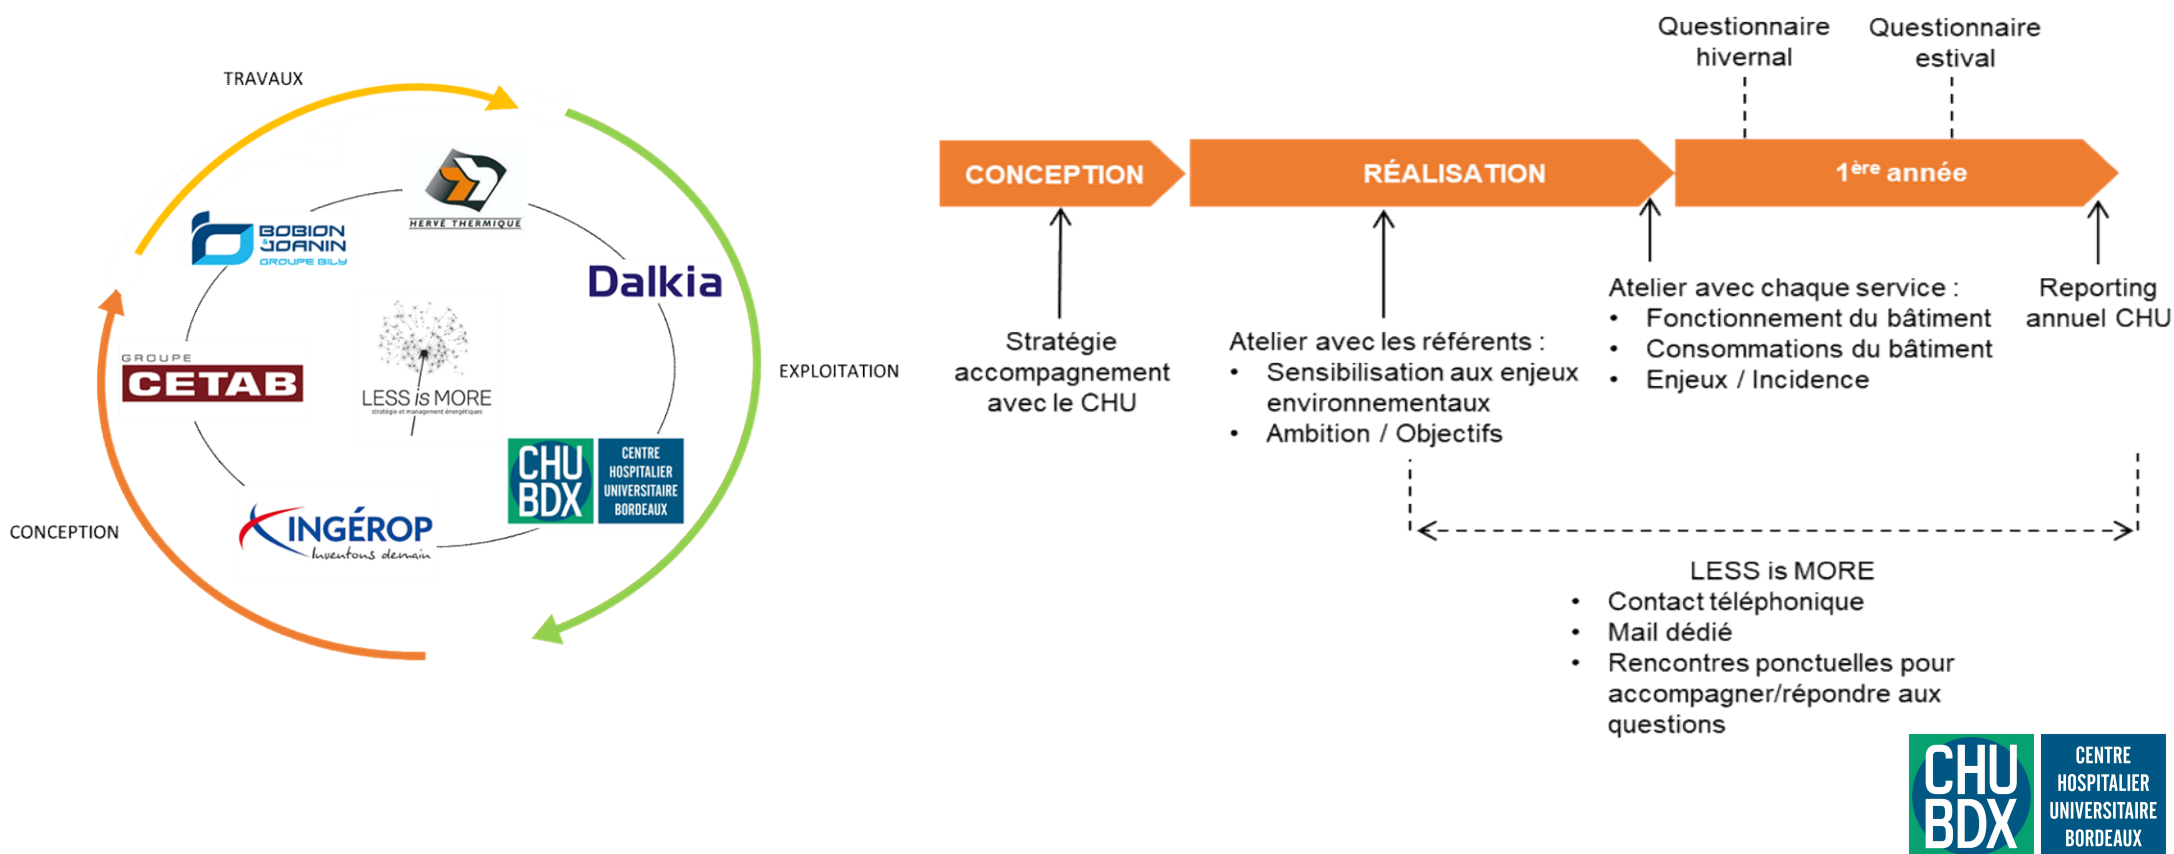 TRAVAUX
HERVÉ THERMIQUE
BOBION
& JOANIN
GROUPE BILY
Dalkia
GROUPE
CETAB
LESS is MORE
stratégie et management énergétiques
EXPLOITATION
CHU
BDX
CENTRE
HOSPITALIER
UNIVERSITAIRE
BORDEAUX
INGÉROP
Inventons demain
CONCEPTION
Questionnaire
hivernal
Questionnaire
estival
CONCEPTION
RÉALISATION
1ère année
Stratégie
accompagnement
avec le CHU
Atelier avec les référents :
• Sensibilisation aux enjeux
environnementaux
• Ambition / Objectifs
Atelier avec chaque service :
• Fonctionnement du bâtiment
• Consommations du bâtiment
• Enjeux / Incidence
Reporting
annuel CHU
LESS is MORE
• Contact téléphonique
• Mail dédié
• Rencontres ponctuelles pour
accompagner/répondre aux
questions
CHU
BDX
CENTRE
HOSPITALIER
UNIVERSITAIRE
BORDEAUX